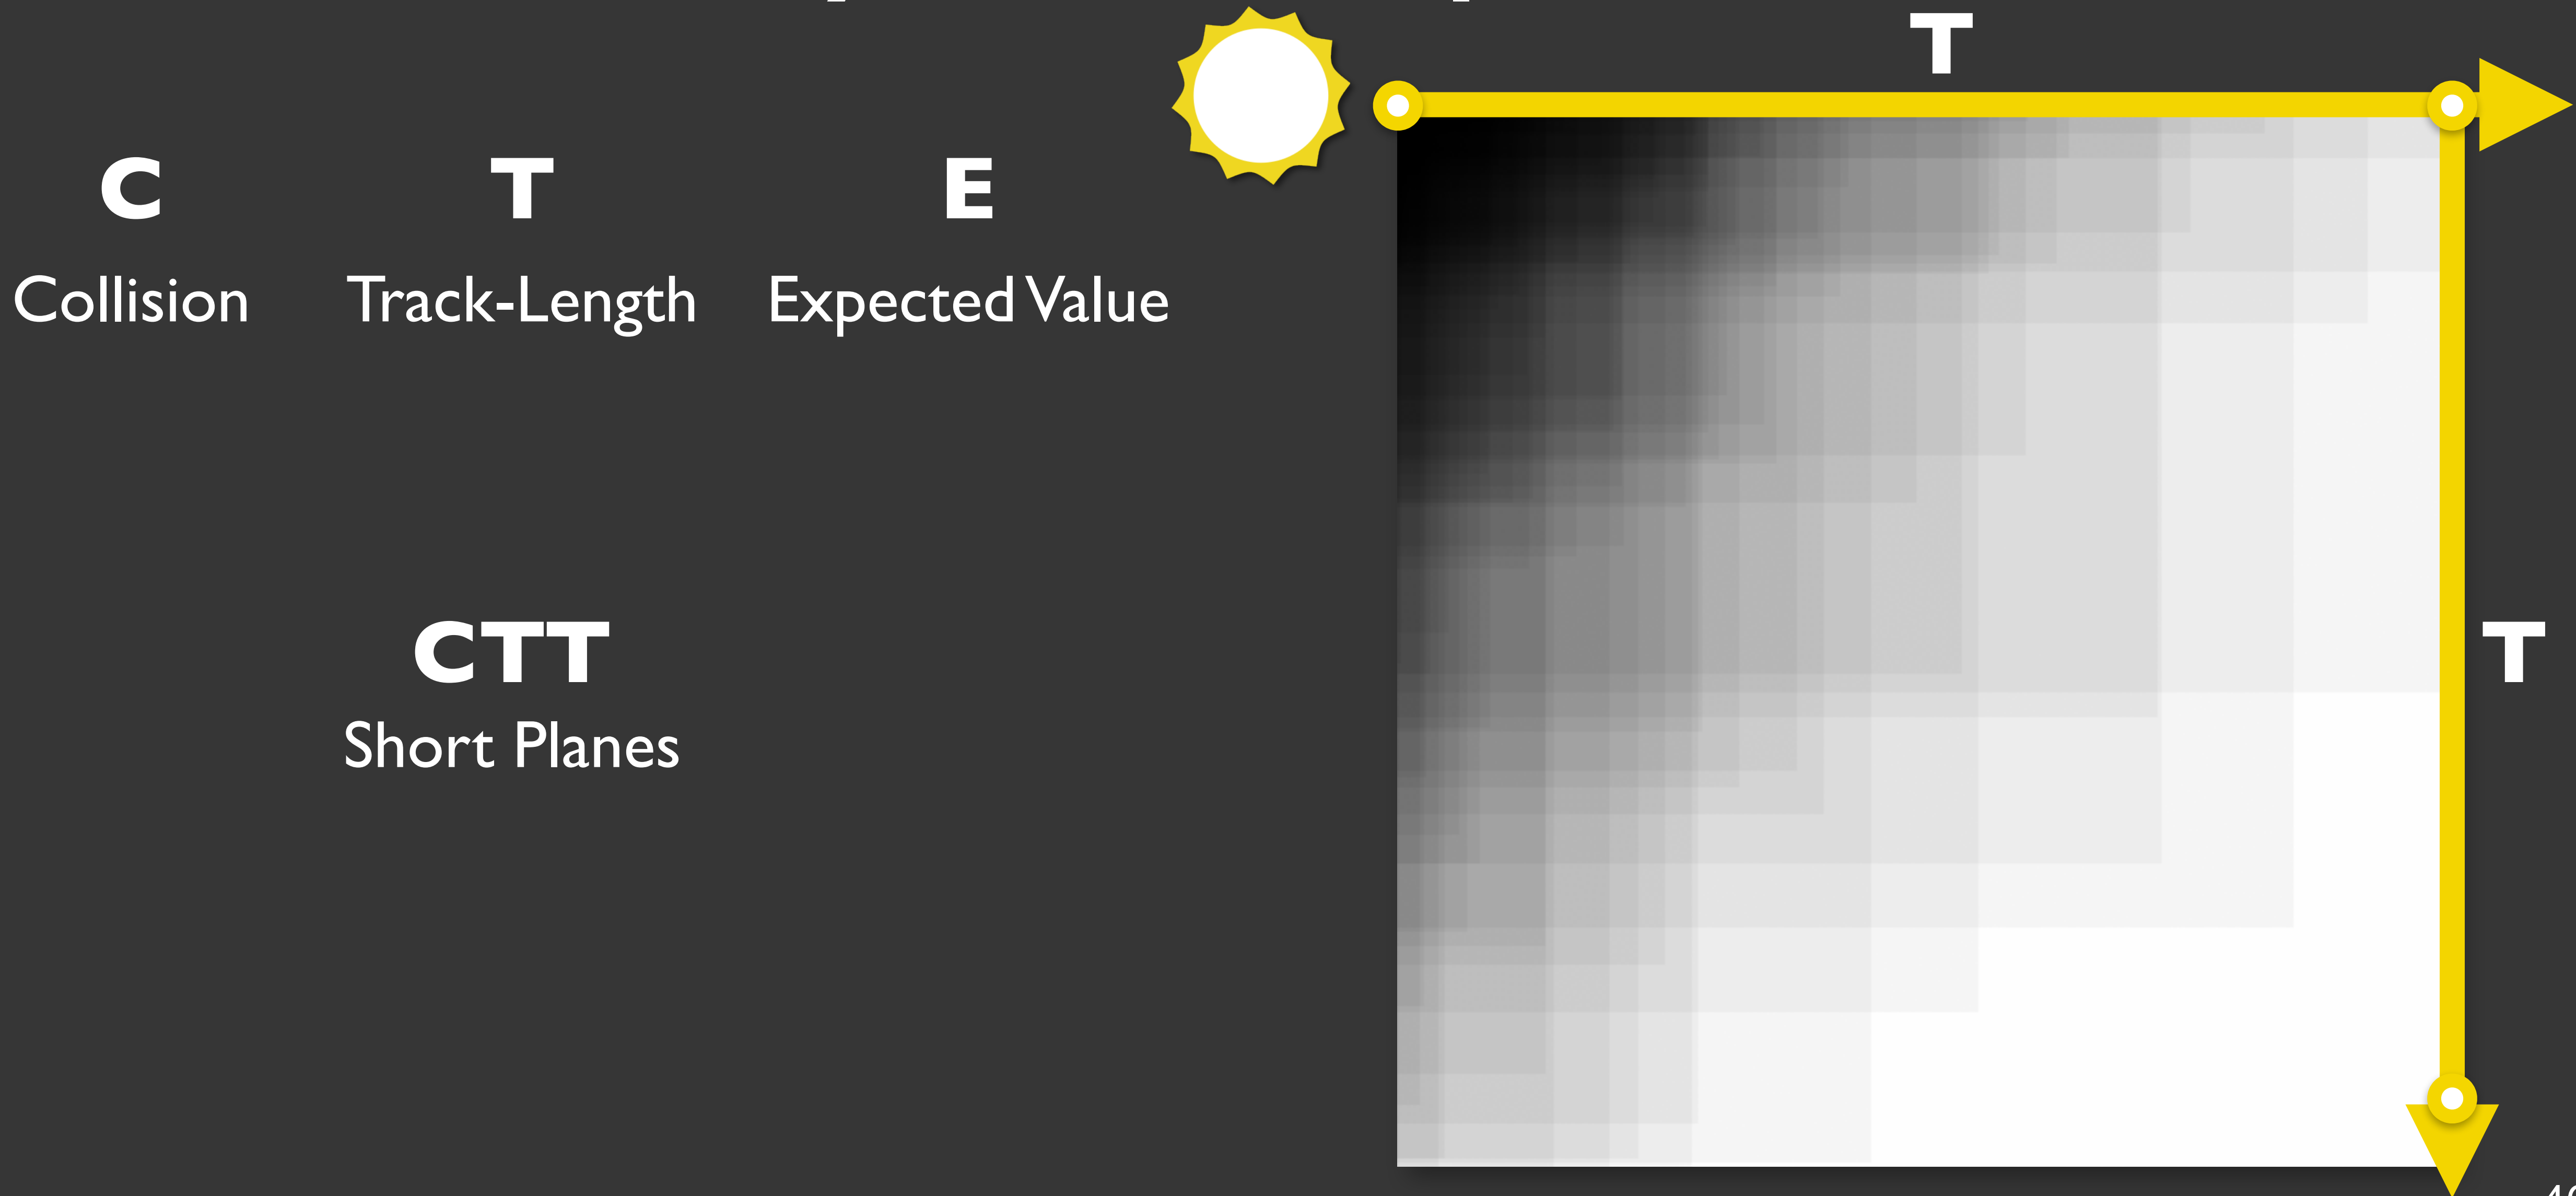 T
C T E
Collision Track-Length Expected Value
CTT
T
Short Planes